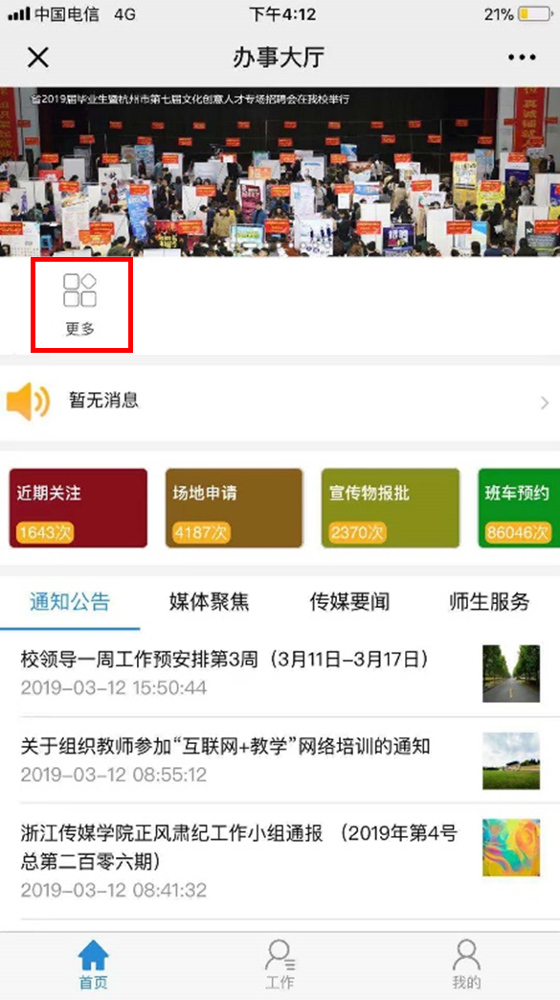 中国电信 4G 下午4:12 21%
办事大厅
省2019届毕业生暨杭州市第七届文化创意人才专场招聘会在我校举行
更多
暂无消息
近期关注 场地申请 宣传物报批 班车预约
1643次 4187次 2370次 86046次
通知公告 媒体聚焦 传媒要闻 师生服务
校领导一周工作预安排第3周（3月11日–3月17日）
2019–03–12 15:50:44
关于组织教师参加“互联网+教学”网络培训的通知
2019–03–12 08:55:12
浙江传媒学院正风肃纪工作小组通报 （2019年第4号
总第二百零六期）
2019–03–12 08:41:32
首页 工作 我的